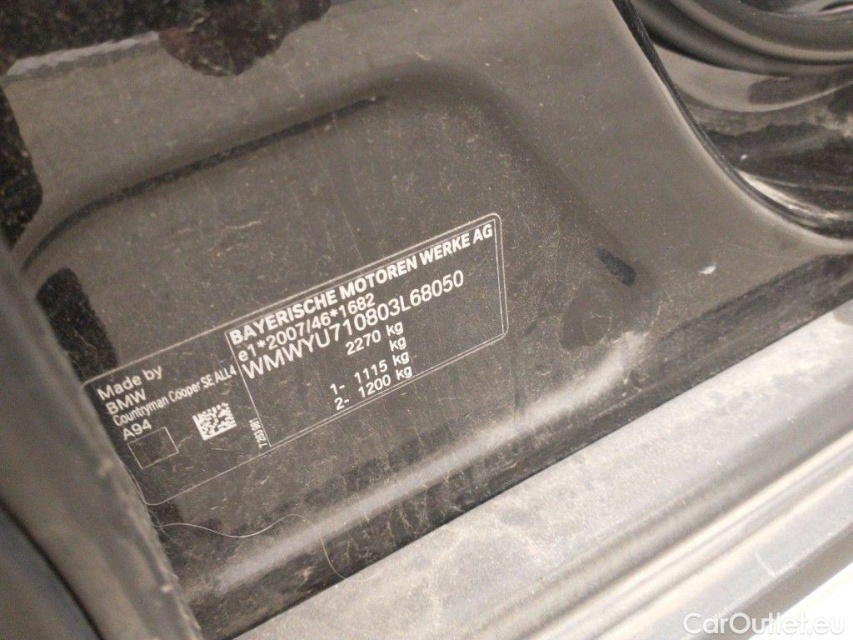 BAYERISCHE MOTOREN WERKE AG
e1*2007/46*1682
WMWYU710803L68050
2270 kg
1- 1115 kg
2- 1200 kg
Made by
BMW
Countryman Cooper SE ALL4
A94
CarOutlet.eu